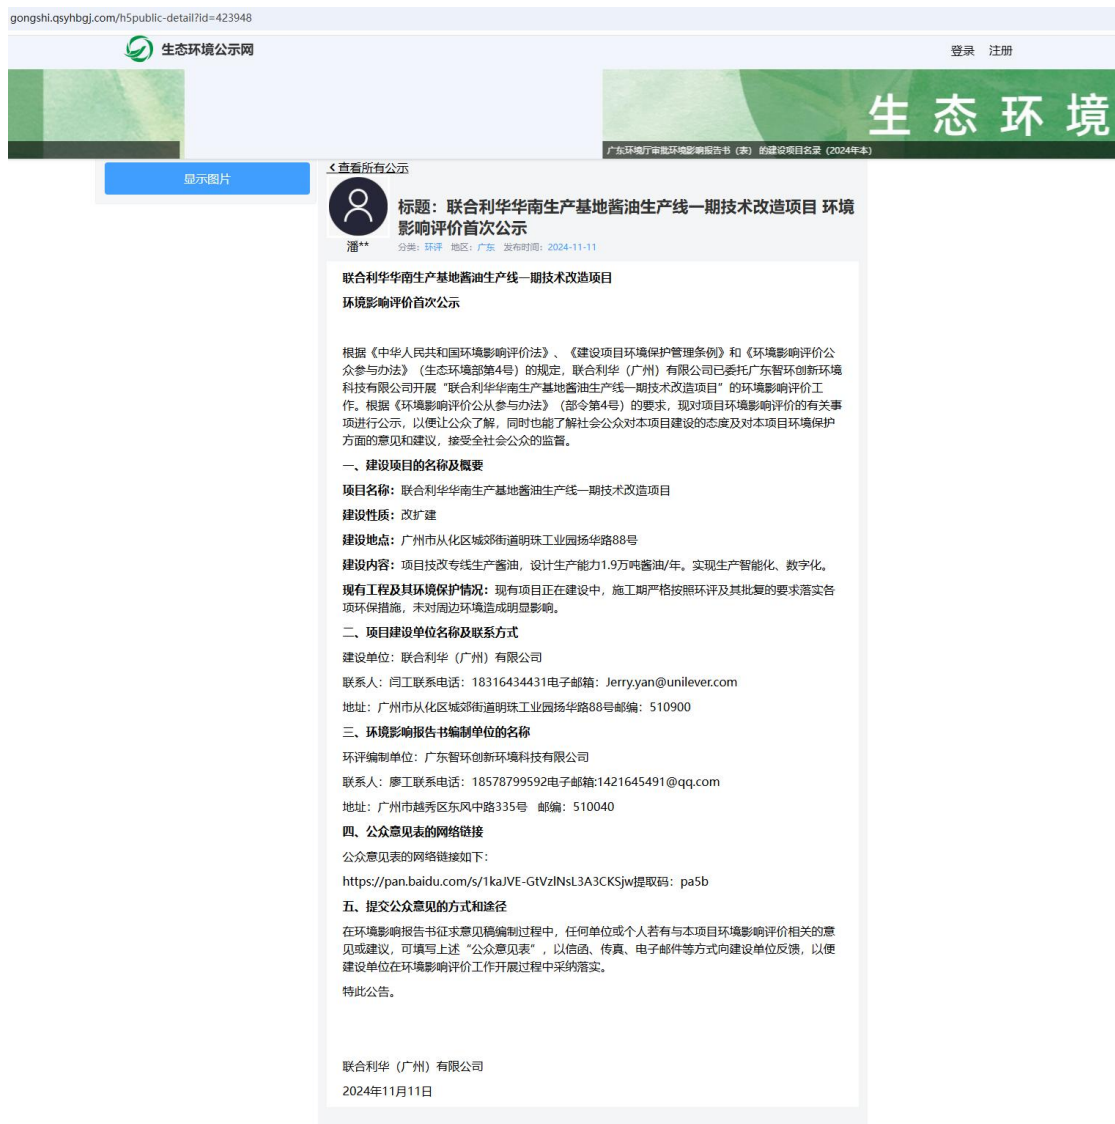 gongshi.qsyhbgj.com/h5public-detail?id=423948
生态环境公示网
登录 注册
生态环境
广东环境厅审批环境影响报告书（表）的建设项目名录（2024年本）
显示图片
查看所有公示
标题：联合利华华南生产基地酱油生产线一期技术改造项目 环境
影响评价首次公示
潘**
分类：环评 地区：广东 发布时间：2024-11-11
联合利华华南生产基地酱油生产线一期技术改造项目
环境影响评价首次公示
根据《中华人民共和国环境影响评价法》、《建设项目环境保护管理条例》和《环境影响评价公
众参与办法》（生态环境部第4号）的规定，联合利华（广州）有限公司已委托广东智环创新环境
科技有限公司开展“联合利华华南生产基地酱油生产线一期技术改造项目”的环境影响评价工
作。根据《环境影响评价公从参与办法》（部令第4号）的要求，现对项目环境影响评价的有关事
项进行公示，以便让公众了解，同时也能了解社会公众对本项目建设的态度及对本项目环境保护
方面的意见和建议，接受全社会公众的监督。
一、建设项目的名称及概要
项目名称：联合利华华南生产基地酱油生产线一期技术改造项目
建设性质：改扩建
建设地点：广州市从化区城郊街道明珠工业园扬华路88号
建设内容：项目技改专线生产酱油，设计生产能力1.9万吨酱油/年。实现生产智能化、数字化。
现有工程及其环境保护情况：现有项目正在建设中，施工期严格按照环评及其批复的要求落实各
项环保措施，未对周边环境造成明显影响。
二、项目建设单位名称及联系方式
建设单位：联合利华（广州）有限公司
联系人：闫工联系电话：18316434431电子邮箱：Jerry.yan@unilever.com
地址：广州市从化区城郊街道明珠工业园扬华路88号邮编：510900
三、环境影响报告书编制单位的名称
环评编制单位：广东智环创新环境科技有限公司
联系人：廖工联系电话：18578799592电子邮箱:1421645491@qq.com
地址：广州市越秀区东风中路335号 邮编：510040
四、公众意见表的网络链接
公众意见表的网络链接如下：
https://pan.baidu.com/s/1kaJVE-GtVzlNsL3A3CKSjw提取码：pa5b
五、提交公众意见的方式和途径
在环境影响报告书征求意见稿编制过程中，任何单位或个人若有与本项目环境影响评价相关的意
见或建议，可填写上述“公众意见表”，以信函、传真、电子邮件等方式向建设单位反馈，以便
建设单位在环境影响评价工作开展过程中采纳落实。
特此公告。
联合利华（广州）有限公司
2024年11月11日